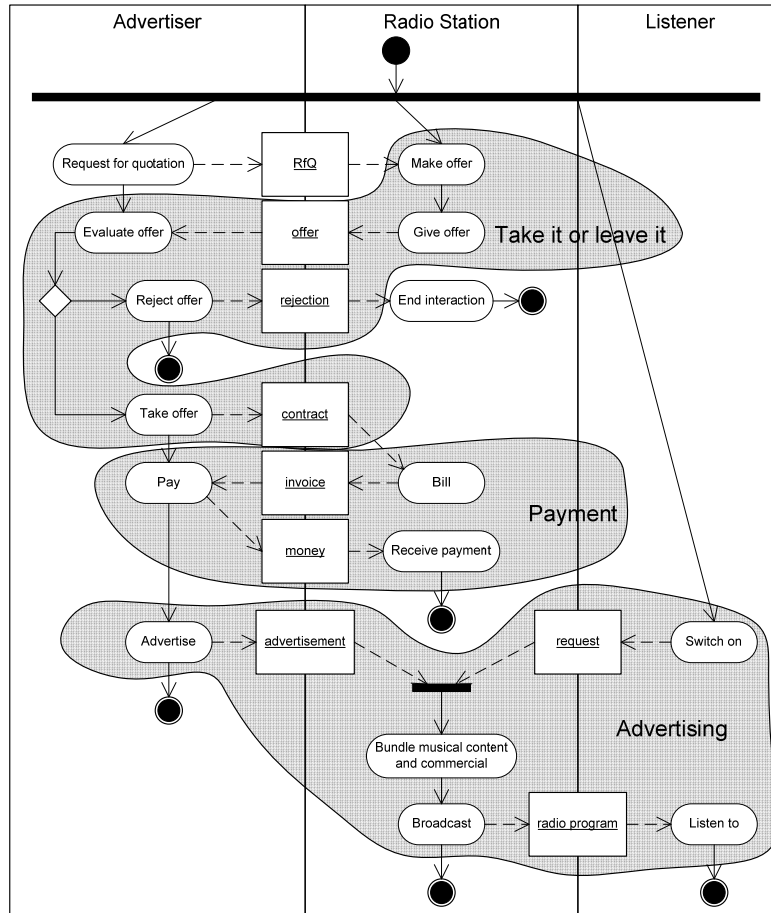 Advertiser
Radio Station
Listener
Request for quotation
RfQ
Make offer
Evaluate offer
offer
Give offer
Take it or leave it
Reject offer
rejection
End interaction
Take offer
contract
Pay
invoice
Bill
Payment
money
Receive payment
Advertise
advertisement
request
Switch on
Advertising
Bundle musical content
and commercial
Broadcast
radio program
Listen to